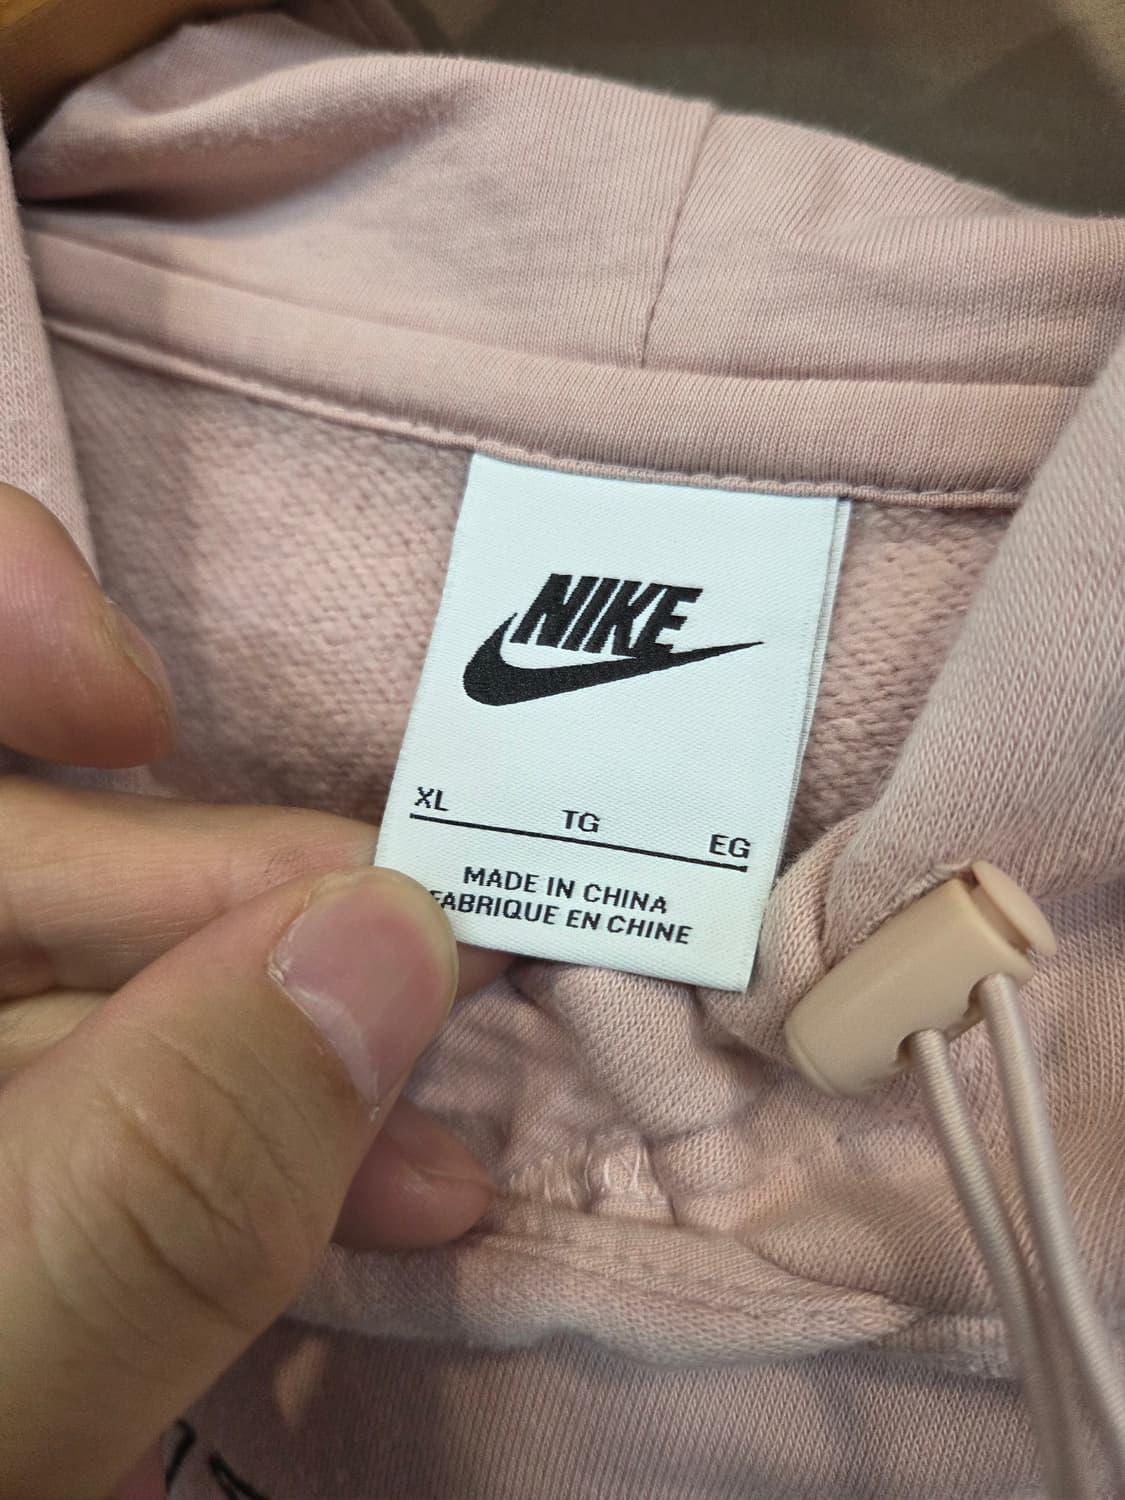 NIKE
XL TG EG
MADE IN CHINA
FABRIQUE EN CHINE